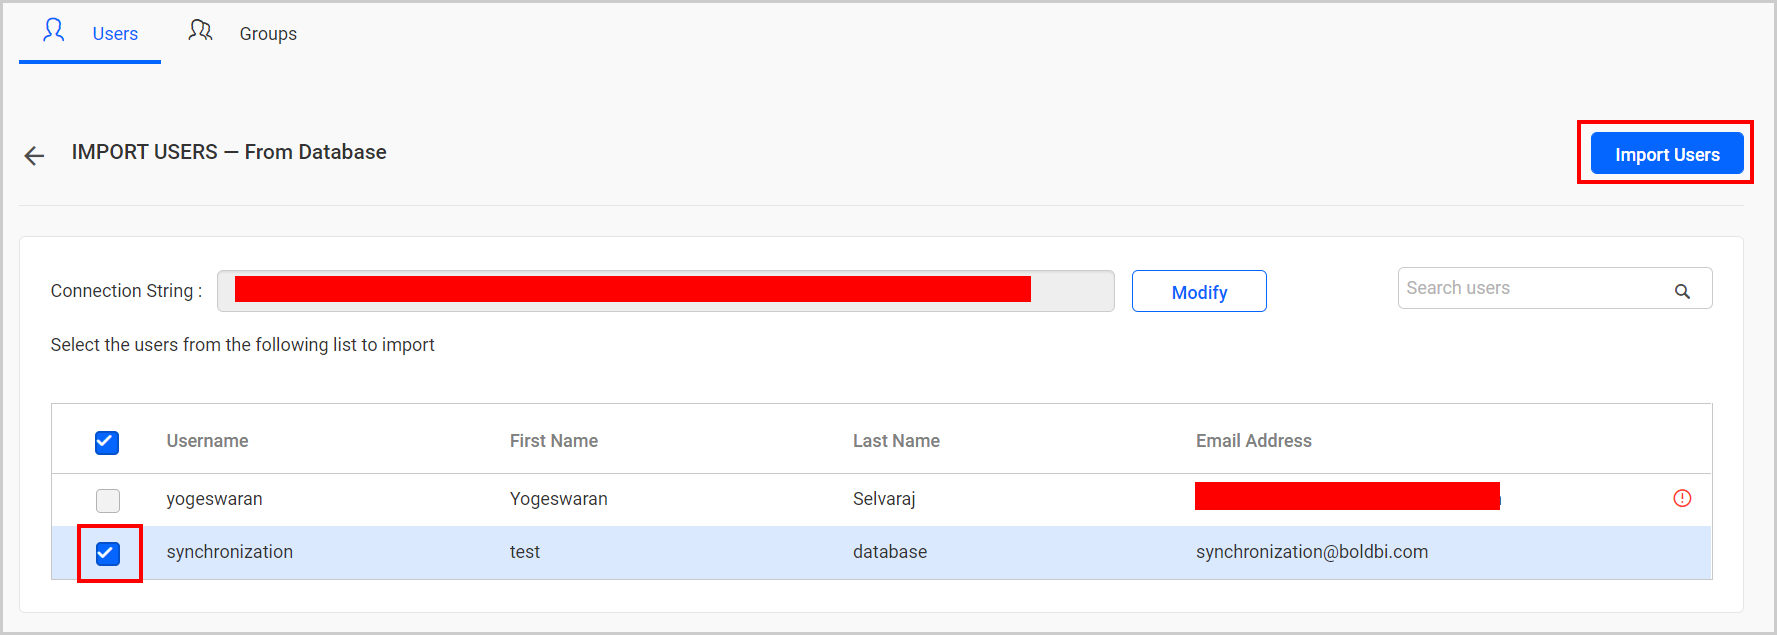 Users Groups
IMPORT USERS — From Database
Import Users
Connection String :
Modify
Search users
Select the users from the following list to import
Username First Name Last Name Email Address
yogeswaran Yogeswaran Selvaraj
synchronization test database synchronization@boldbi.com